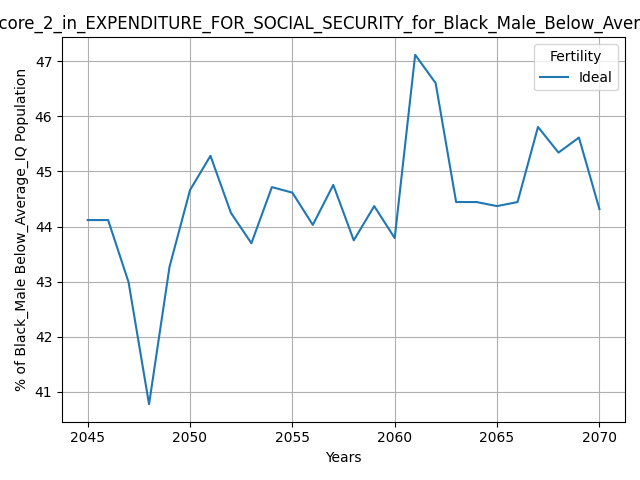 core_2_in_EXPENDITURE_FOR_SOCIAL_SECURITY_for_Black_Male_Below_Aver
Fertility
Ideal
% of Black_Male Below_Average_IQ Population
47
46
45
44
43
42
41
2045
2050
2055
2060
2065
2070
Years